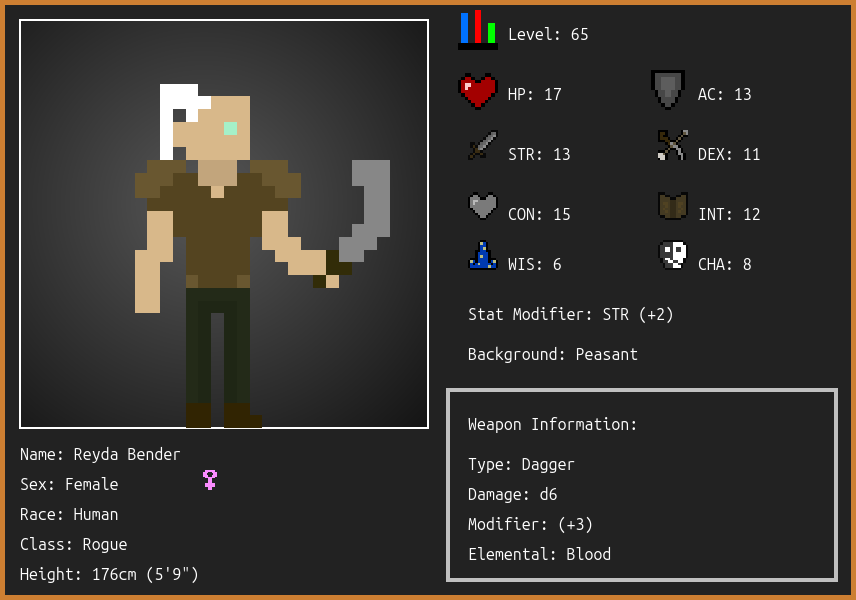 Level: 65
HP: 17
AC: 13
STR: 13
DEX: 11
CON: 15
INT: 12
WIS: 6
CHA: 8
Stat Modifier: STR (+2)
Background: Peasant
Name: Reyda Bender
Sex: Female
Race: Human
Class: Rogue
Height: 176cm (5'9")
Weapon Information:
Type: Dagger
Damage: d6
Modifier: (+3)
Elemental: Blood